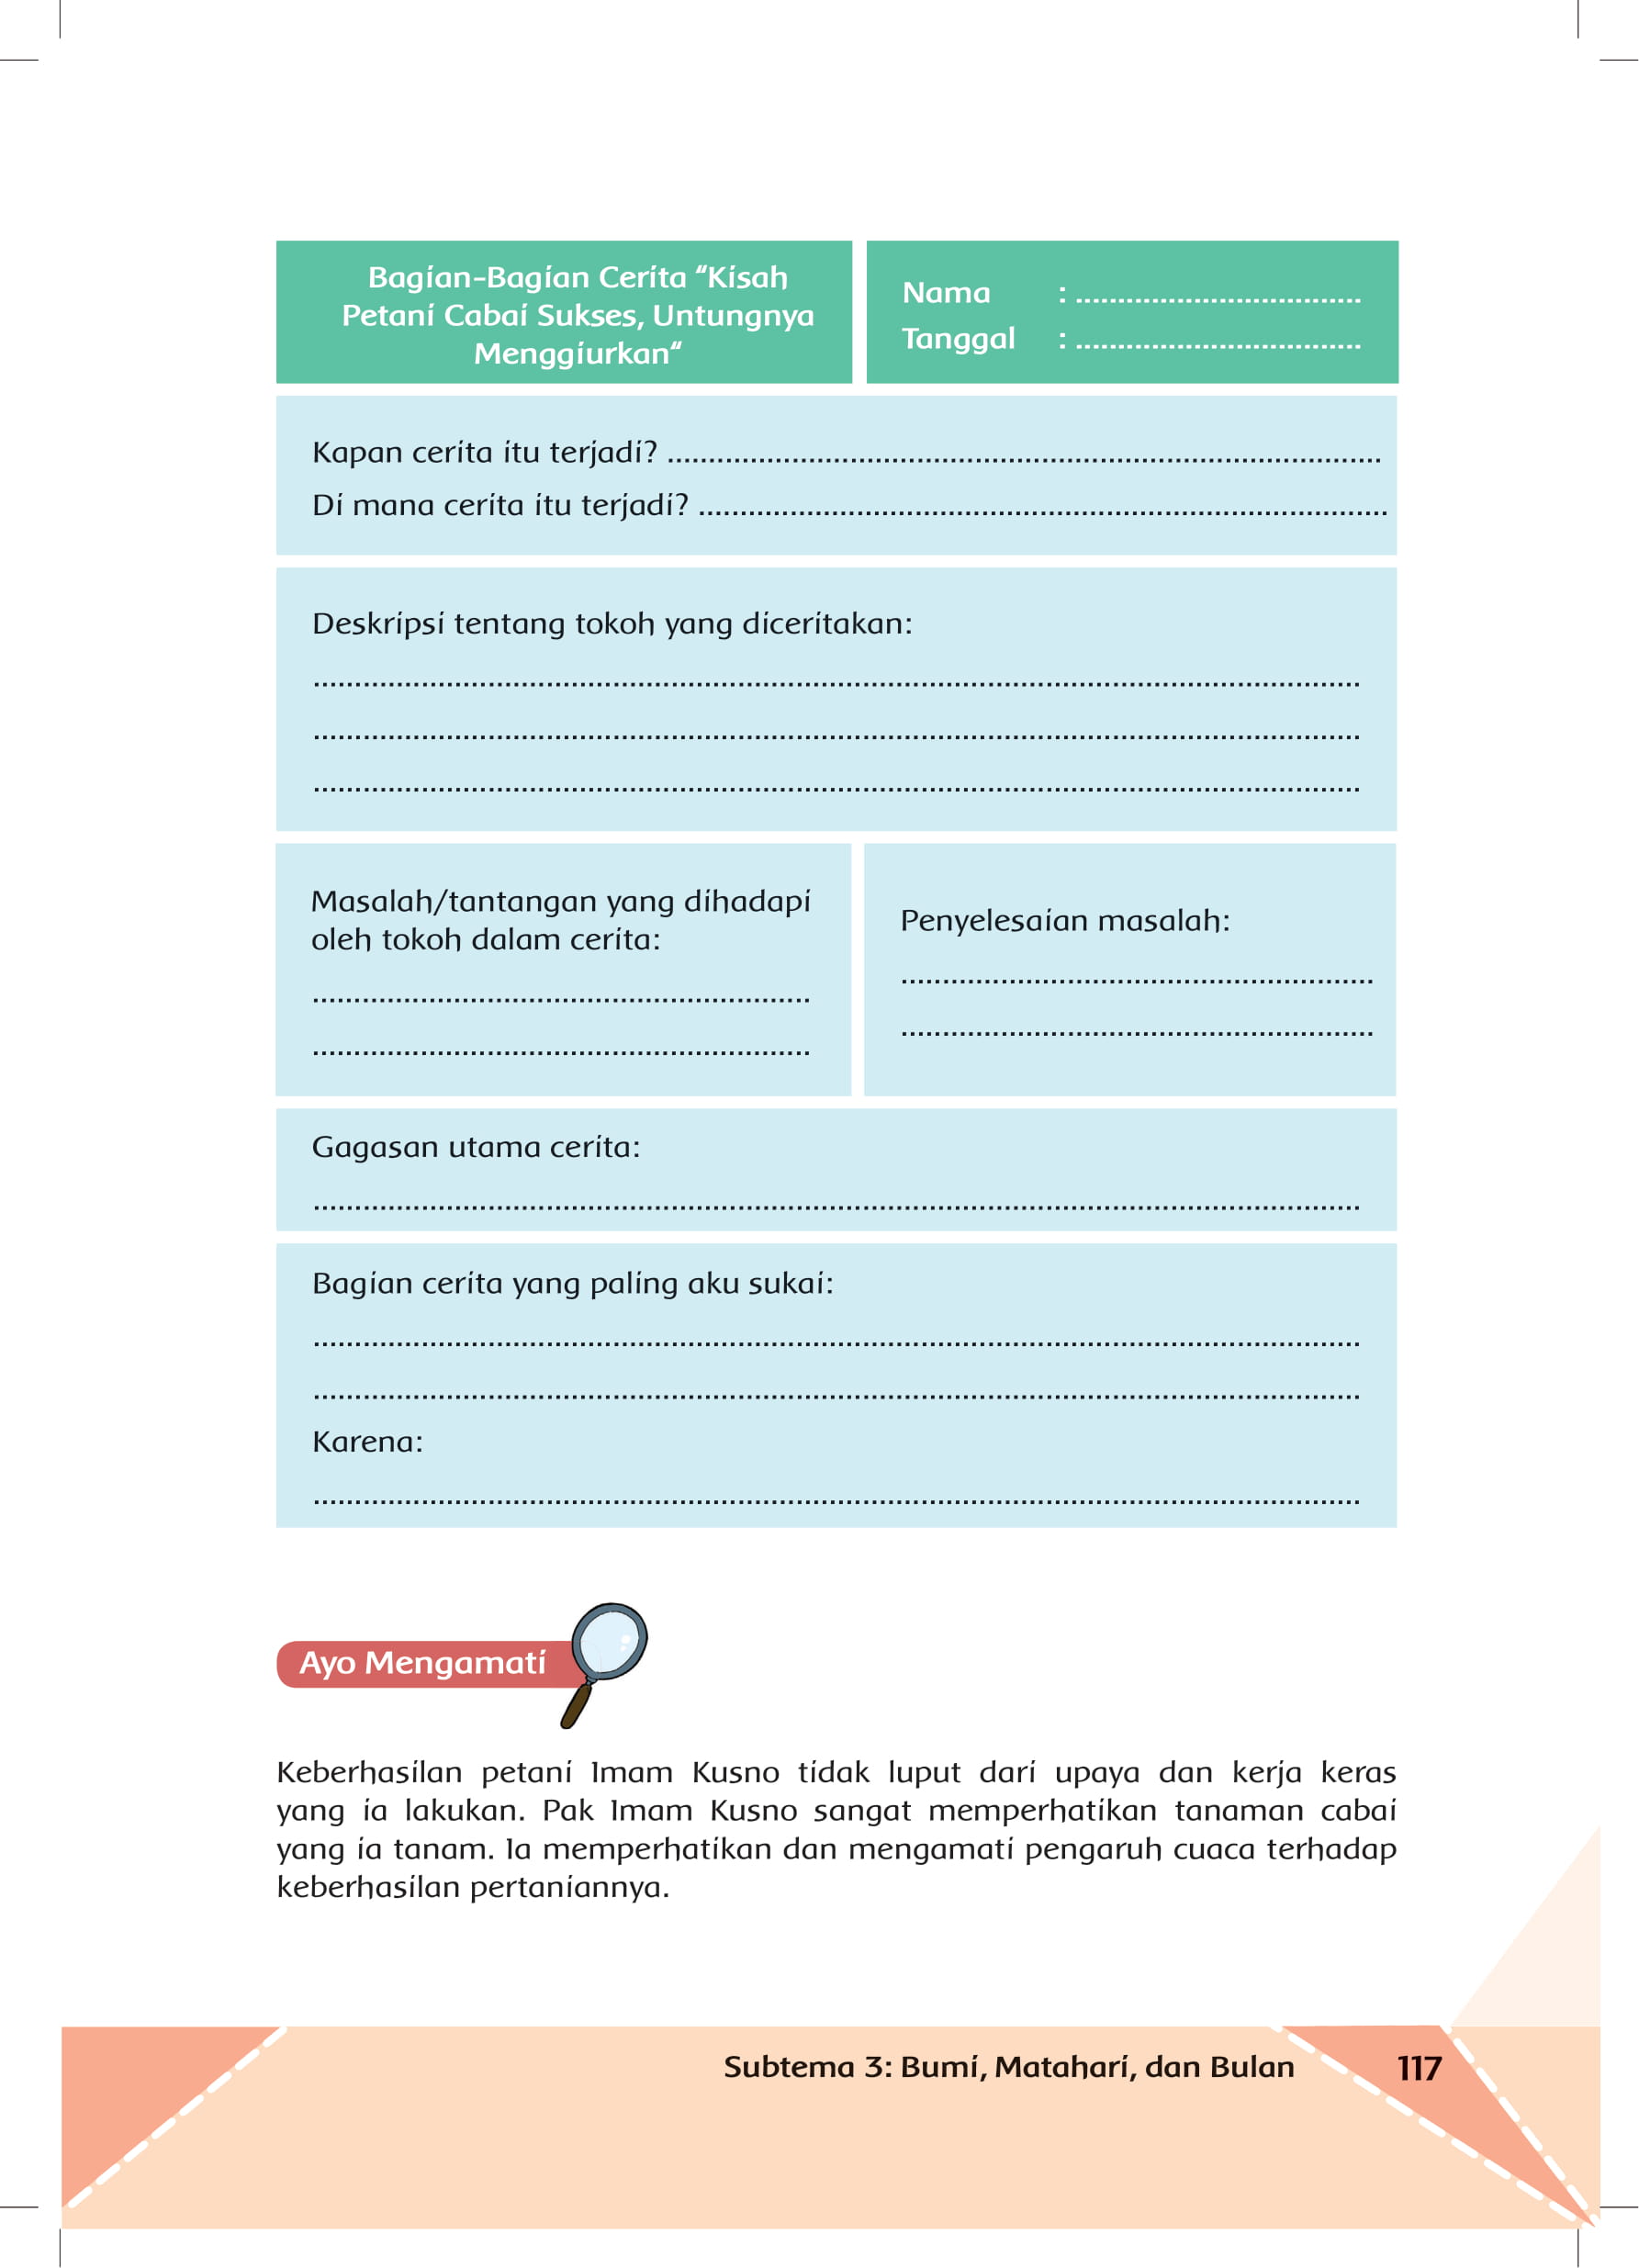 Bagian-Bagian Cerita “Kisah
Petani Cabai Sukses, Untungnya
Menggiurkan“
Nama : ..................................
Tanggal : ..................................
Kapan cerita itu terjadi? ......................................................................................
Di mana cerita itu terjadi? ...................................................................................
Deskripsi tentang tokoh yang diceritakan:
..............................................................................................................................
..............................................................................................................................
..............................................................................................................................
Masalah/tantangan yang dihadapi
oleh tokoh dalam cerita:
............................................................
............................................................
Penyelesaian masalah:
.........................................................
.........................................................
Gagasan utama cerita:
..............................................................................................................................
Bagian cerita yang paling aku sukai:
..............................................................................................................................
..............................................................................................................................
Karena:
..............................................................................................................................
Ayo Mengamati
Keberhasilan petani Imam Kusno tidak luput dari upaya dan kerja keras
yang ia lakukan. Pak Imam Kusno sangat memperhatikan tanaman cabai
yang ia tanam. Ia memperhatikan dan mengamati pengaruh cuaca terhadap
keberhasilan pertaniannya.
Subtema 3: Bumi, Matahari, dan Bulan 117